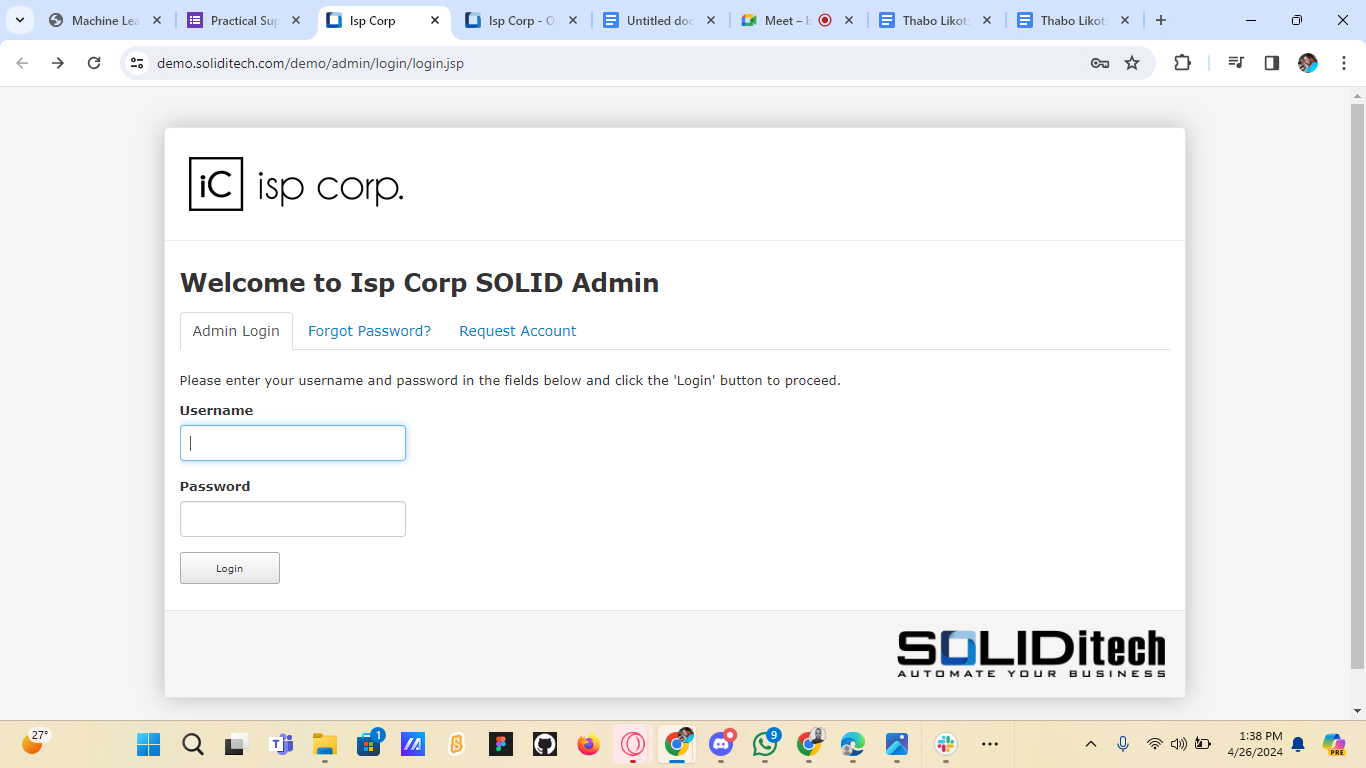 Machine Lea
Practical Sup
Isp Corp
Isp Corp - O
Untitled doc
Meet – b
Thabo Likot
Thabo Likot
demo.soliditech.com/demo/admin/login/login.jsp
iC isp corp.
Welcome to Isp Corp SOLID Admin
Admin Login
Forgot Password?
Request Account
Please enter your username and password in the fields below and click the 'Login' button to proceed.
Username
Password
Login
SOLIDitech
AUTOMATE YOUR BUSINESS
27°
1
9
1:38 PM
4/26/2024
PRE